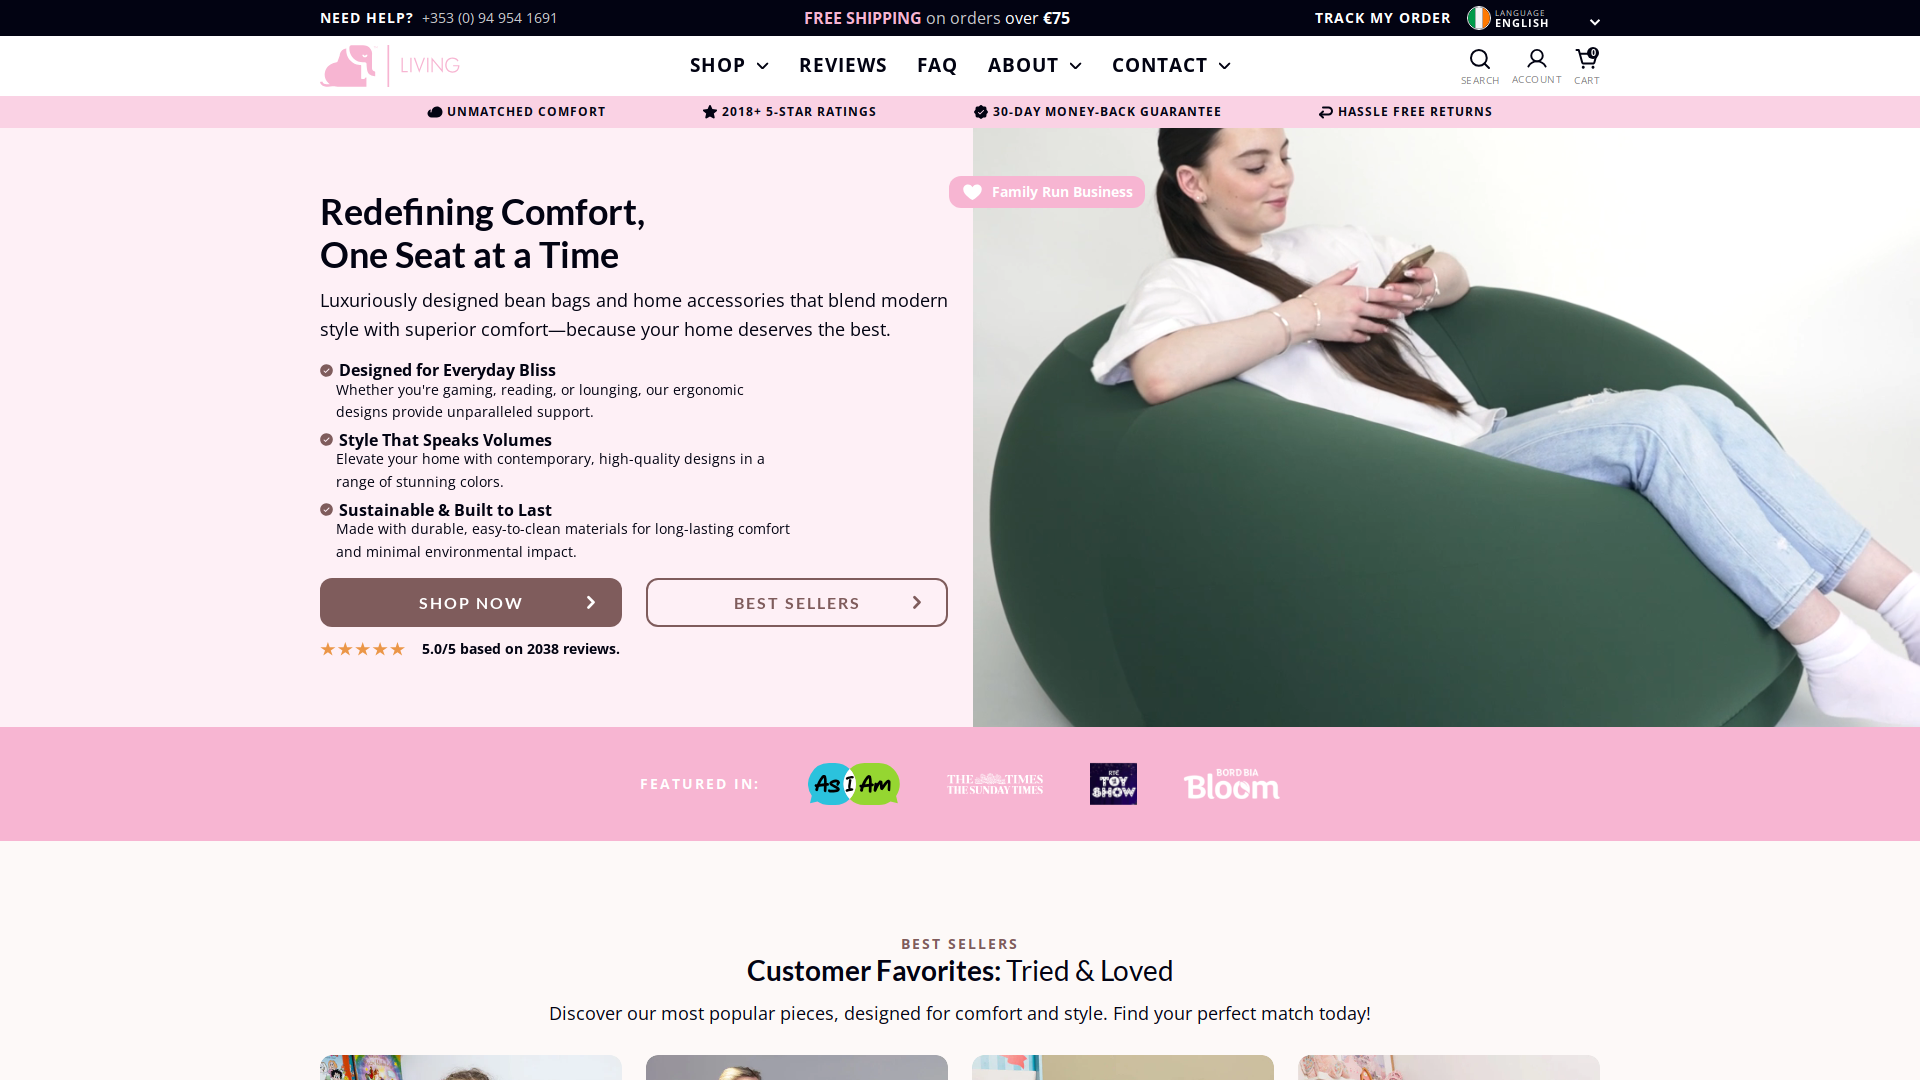 NEED HELP? +353 (0) 94 954 1691
FREE SHIPPING on orders over €75
TRACK MY ORDER
LANGUAGE
ENGLISH
LIVING
SHOP
REVIEWS
FAQ
ABOUT
CONTACT
SEARCH
ACCOUNT
0
CART
UNMATCHED COMFORT
2018+ 5-STAR RATINGS
30-DAY MONEY-BACK GUARANTEE
HASSLE FREE RETURNS
Family Run Business
Redefining Comfort,
One Seat at a Time
Luxuriously designed bean bags and home accessories that blend modern
style with superior comfort—because your home deserves the best.
Designed for Everyday Bliss
Whether you're gaming, reading, or lounging, our ergonomic
designs provide unparalleled support.
Style That Speaks Volumes
Elevate your home with contemporary, high-quality designs in a
range of stunning colors.
Sustainable & Built to Last
Made with durable, easy-to-clean materials for long-lasting comfort
and minimal environmental impact.
SHOP NOW
BEST SELLERS
5.0/5 based on 2038 reviews.
FEATURED IN:
As I Am
THE TIMES
THE SUNDAY TIMES
RTÉ
TOY
SHOW
BORD BIA
Bloom
BEST SELLERS
Customer Favorites: Tried & Loved
Discover our most popular pieces, designed for comfort and style. Find your perfect match today!